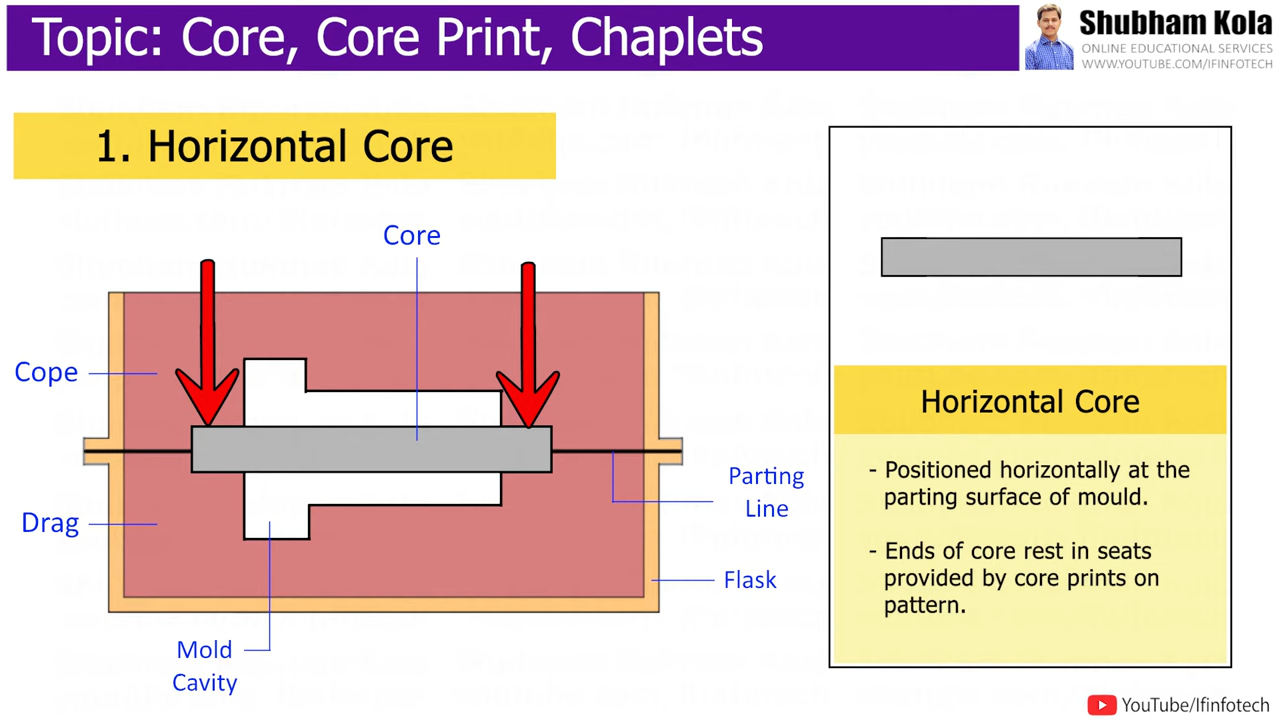 Topic: Core, Core Print, Chaplets
Shubham Kola
ONLINE EDUCATIONAL SERVICES
WWW.YOUTUBE.COM/IFINFOTECH
1. Horizontal Core
Core
Cope
Drag
Parting
Line
Flask
Mold
Cavity
Horizontal Core
- Positioned horizontally at the
parting surface of mould.
- Ends of core rest in seats
provided by core prints on
pattern.
YouTube/Ifinfotech